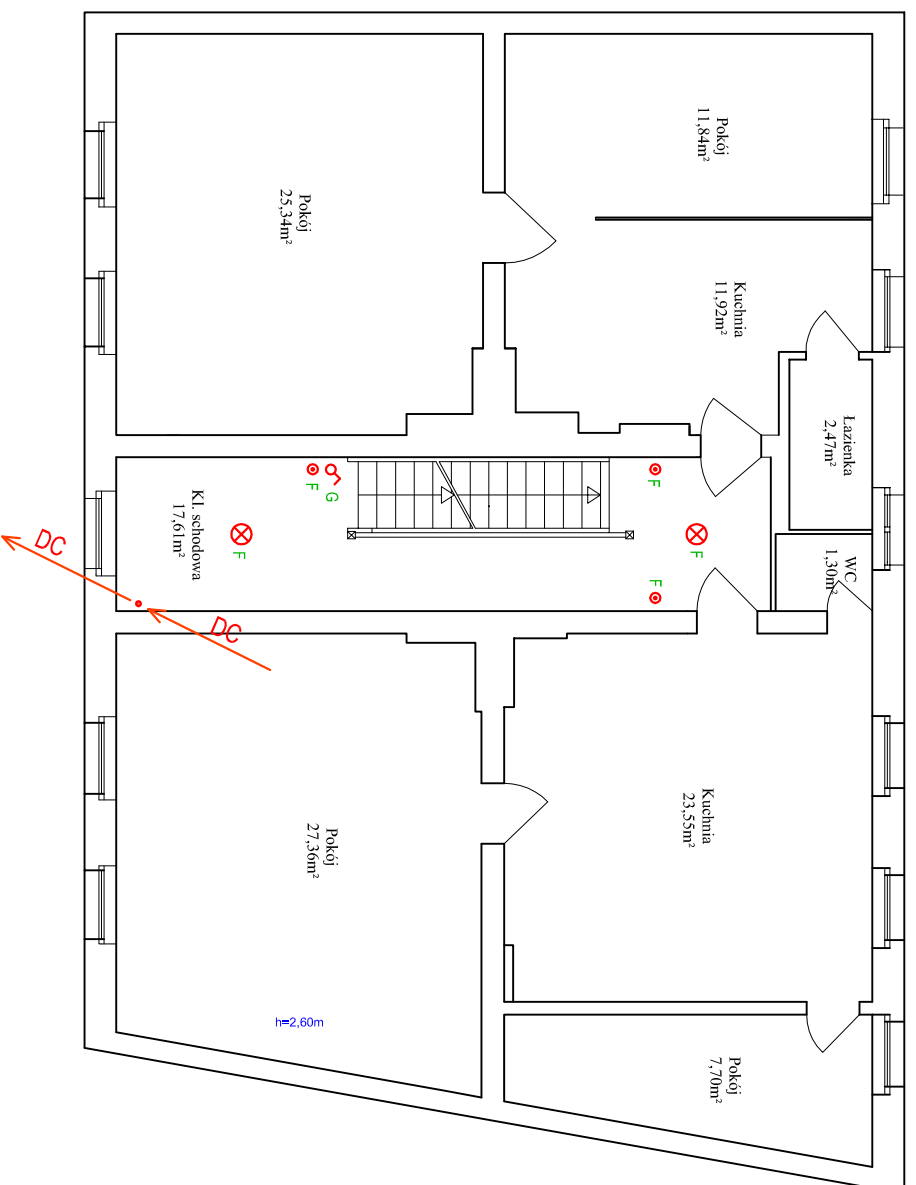 Pokój
11,84m²
Pokój
25,34m²
Kuchnia
11,92m²
Łazienka
2,47m²
WC
1,30m²
Kl. schodowa
17,61m²
F
G
F
F
F
F
DC
DC
Kuchnia
23,55m²
Pokój
27,36m²
h=2,60m
Pokój
7,70m²